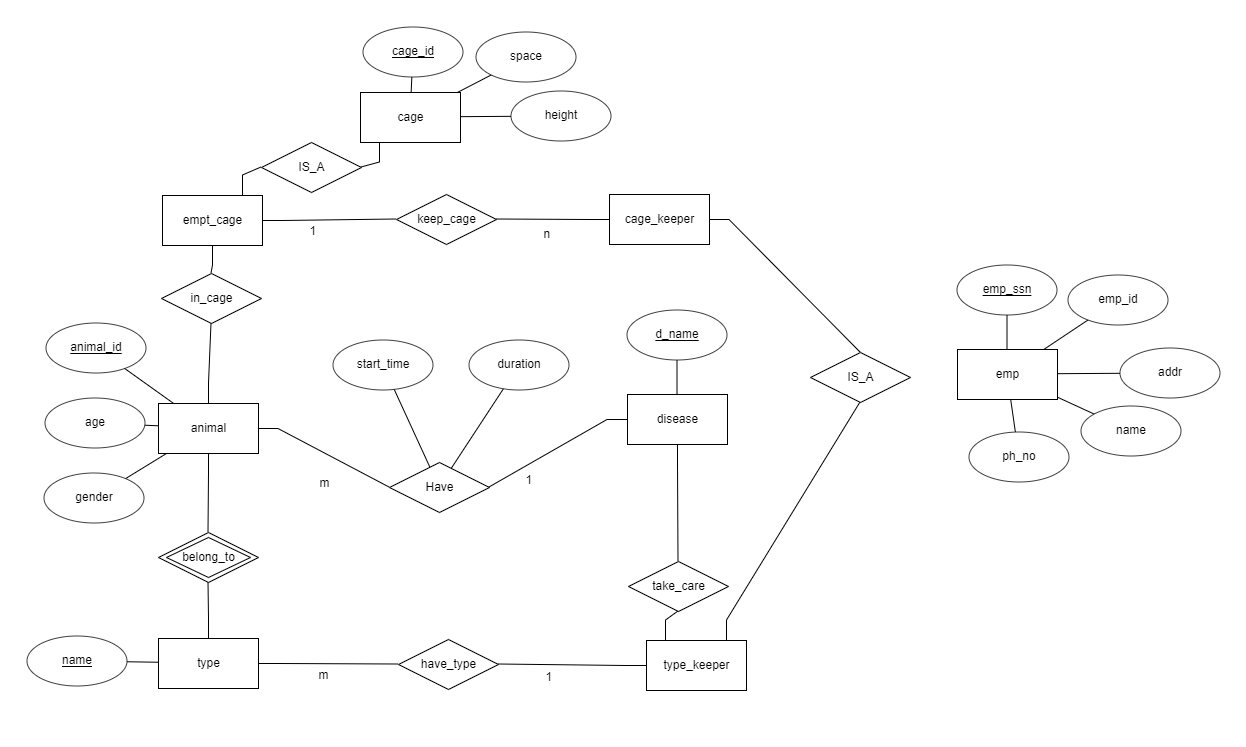 cage_id
space
cage
height
IS_A
empt_cage
1
keep_cage
n
cage_keeper
in_cage
emp_ssn
emp_id
animal_id
start_time
duration
d_name
IS_A
emp
addr
age
animal
disease
name
ph_no
m
Have
1
gender
belong_to
take_care
name
type
m
have_type
1
type_keeper